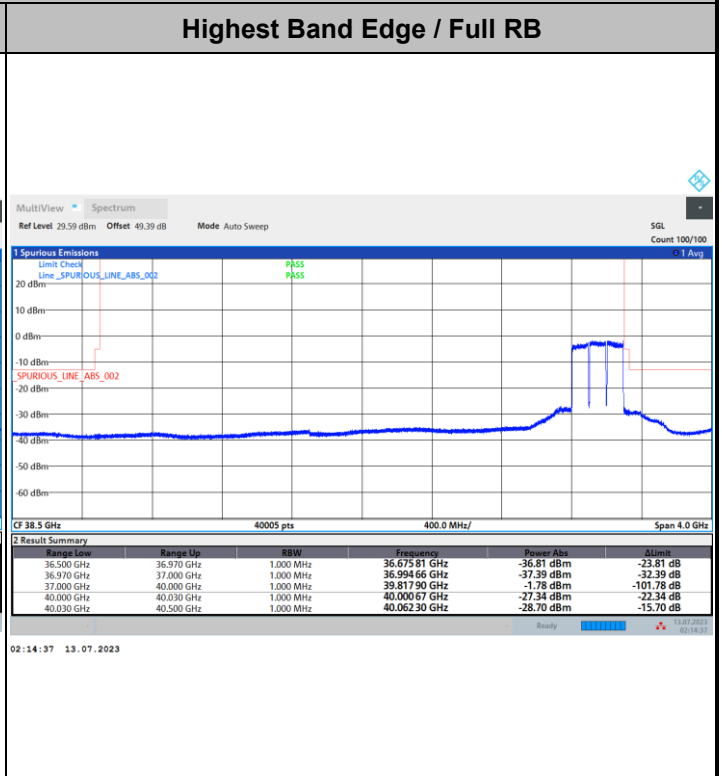 Highest Band Edge / Full RB
MultiView Spectrum
Ref Level 29.59 dBm Offset 49.39 dB Mode Auto Sweep SGL
Count 100/100
1 Spurious Emissions 1 Avg
Limit Check PASS
Line _SPURIOUS_LINE_ABS_002 PASS
20 dBm
10 dBm
0 dBm
-10 dBm
_SPURIOUS_LINE_ABS_002
-20 dBm
-30 dBm
-40 dBm
-50 dBm
-60 dBm
CF 38.5 GHz 40005 pts 400.0 MHz/ Span 4.0 GHz
2 Result Summary
Range Low Range Up RBW Frequency Power Abs ΔLimit
36.500 GHz 36.970 GHz 1.000 MHz 36.675 81 GHz -36.81 dBm -23.81 dB
36.970 GHz 37.000 GHz 1.000 MHz 36.994 66 GHz -37.39 dBm -32.39 dB
37.000 GHz 40.000 GHz 1.000 MHz 39.817 90 GHz -1.78 dBm -101.78 dB
40.000 GHz 40.030 GHz 1.000 MHz 40.000 67 GHz -27.34 dBm -22.34 dB
40.030 GHz 40.500 GHz 1.000 MHz 40.062 30 GHz -28.70 dBm -15.70 dB
Ready 13.07.2023
02:14:37
02:14:37 13.07.2023